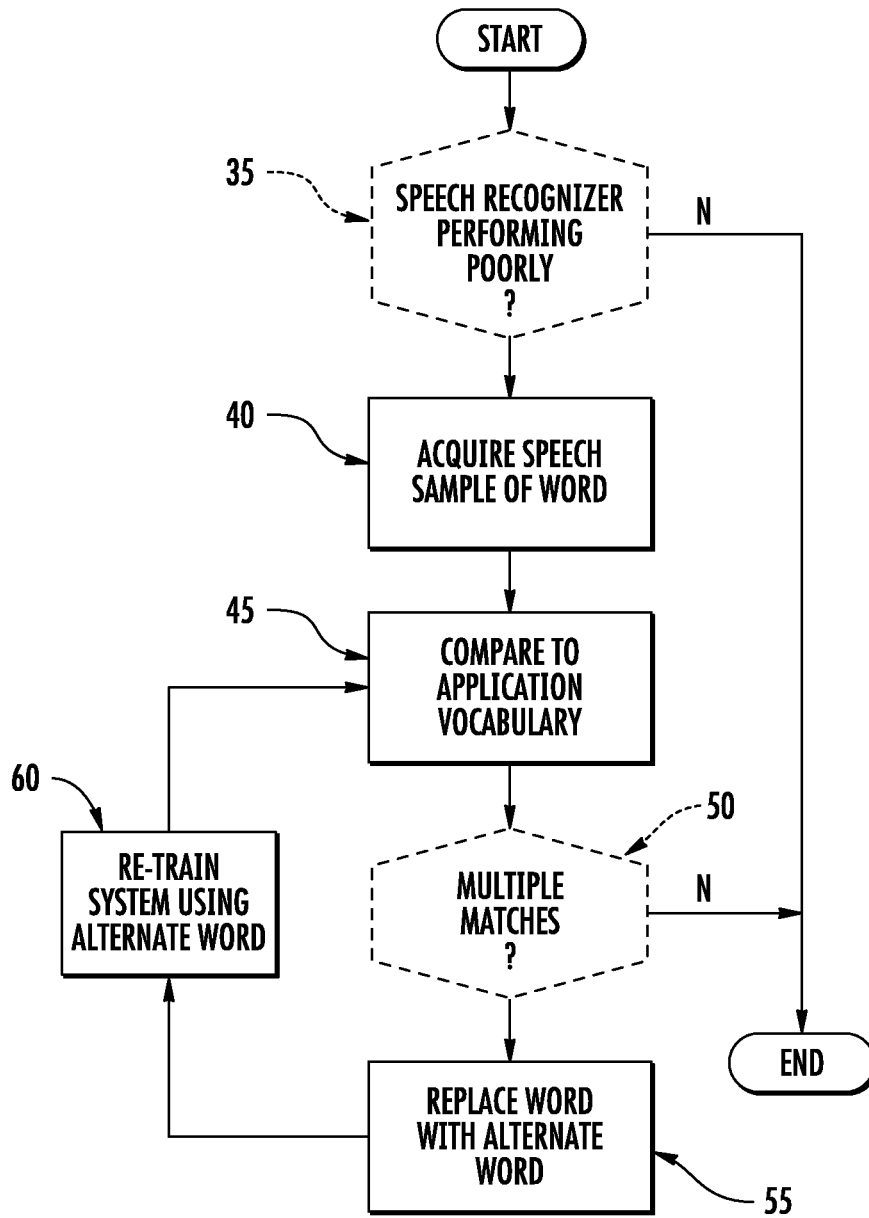 START
35
SPEECH RECOGNIZER
PERFORMING
POORLY
?
N
40
ACQUIRE SPEECH
SAMPLE OF WORD
45
COMPARE TO
APPLICATION
VOCABULARY
60
RE-TRAIN
SYSTEM USING
ALTERNATE WORD
50
MULTIPLE
MATCHES
?
N
END
REPLACE WORD
WITH ALTERNATE
WORD
55